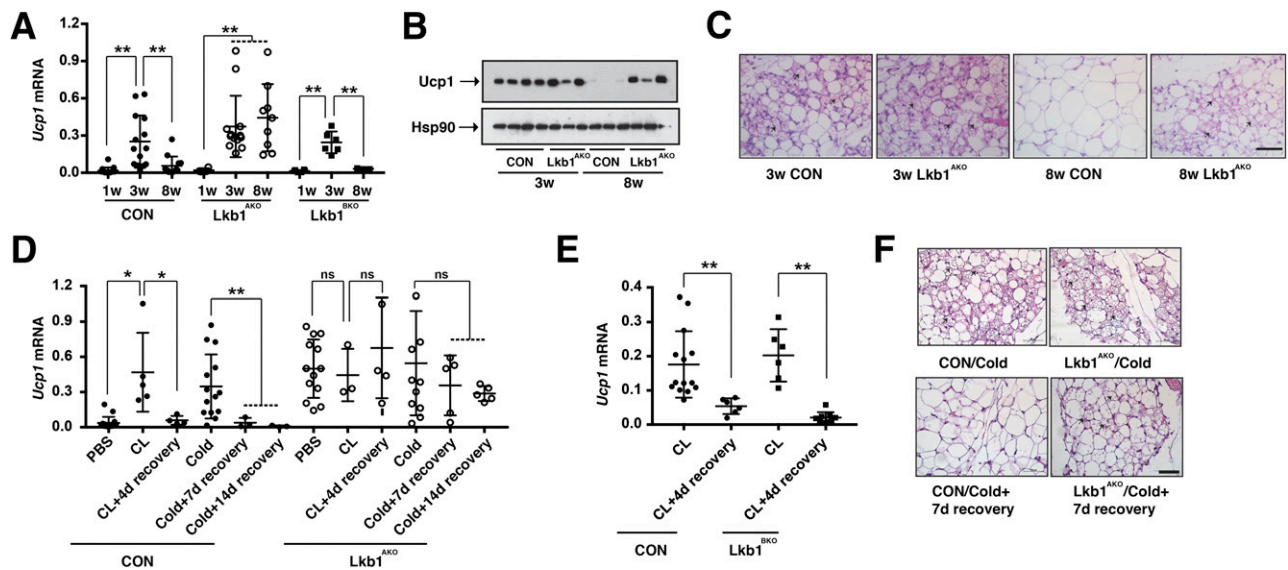 A
Ucp1 mRNA
1.2
0.9
0.6
0.3
0.0
** ** ** ** **
1w 3w 8w 1w 3w 8w 1w 3w 8w
CON Lkb1AKO Lkb1BKO
B
Ucp1
Hsp90
CON Lkb1AKO CON Lkb1AKO
3w 8w
C
3w CON 3w Lkb1AKO 8w CON 8w Lkb1AKO
D
Ucp1 mRNA
1.2
0.9
0.6
0.3
0.0
* * ** ns ns ns
PBS CL CL+4d recovery Cold Cold+7d recovery Cold+14d recovery PBS CL CL+4d recovery Cold Cold+7d recovery Cold+14d recovery
CON Lkb1AKO
E
Ucp1 mRNA
0.4
0.3
0.2
0.1
0.0
** **
CL CL+4d recovery CL CL+4d recovery
CON Lkb1BKO
F
CON/Cold Lkb1AKO/Cold
CON/Cold+ Lkb1AKO/Cold+
7d recovery 7d recovery